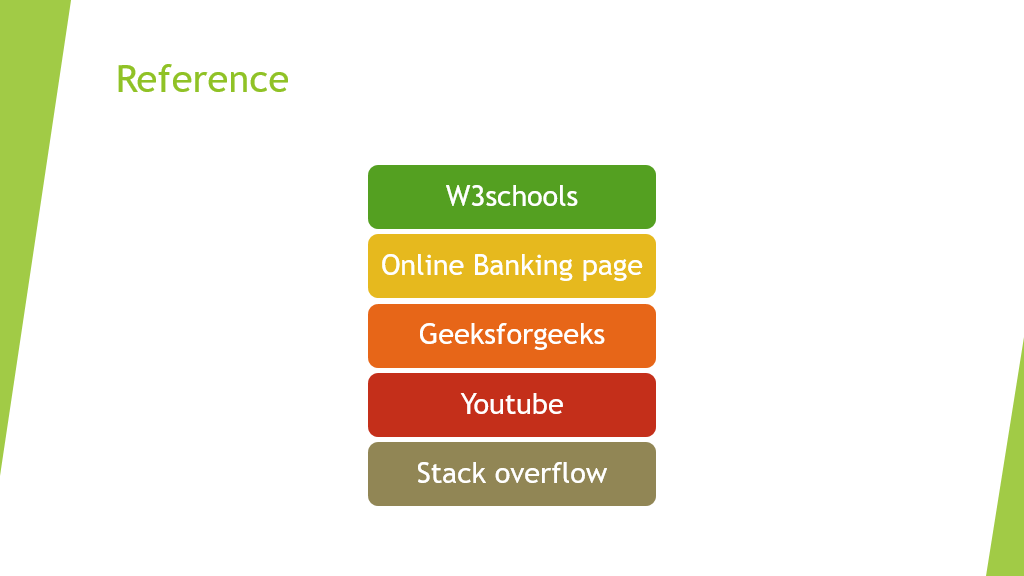 Reference
W3schools
Online Banking page
Geeksforgeeks
Youtube
Stack overflow